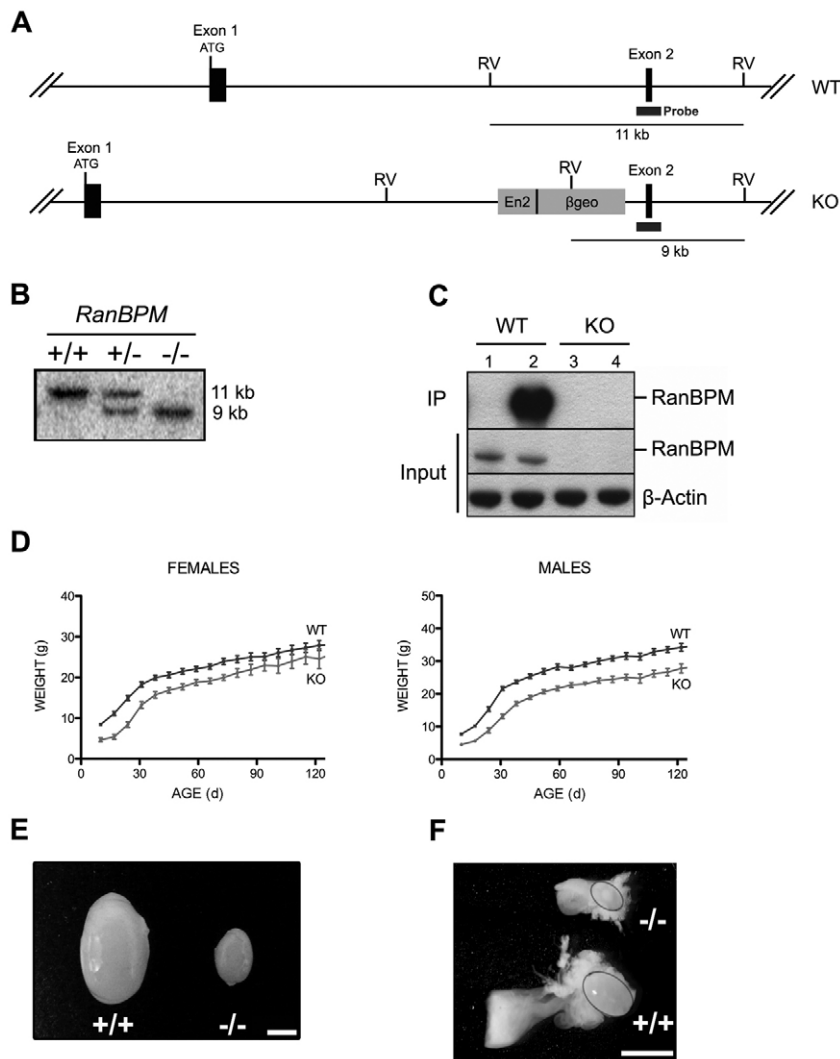 A
Exon 1
ATG
RV
Exon 2
RV
WT
Probe
11 kb
Exon 1
ATG
RV
RV
Exon 2
RV
KO
En2
βgeo
9 kb
B
RanBPM
+/+ +/- -/-
11 kb
9 kb
C
WT KO
1 2 3 4
IP
RanBPM
RanBPM
Input
β-Actin
D
FEMALES
WEIGHT (g)
40
30
20
10
0
WT
KO
0 30 60 90 120
AGE (d)
MALES
WEIGHT (g)
50
40
30
20
10
0
WT
KO
0 30 60 90 120
AGE (d)
E
+/+ -/-
F
-/-
+/+